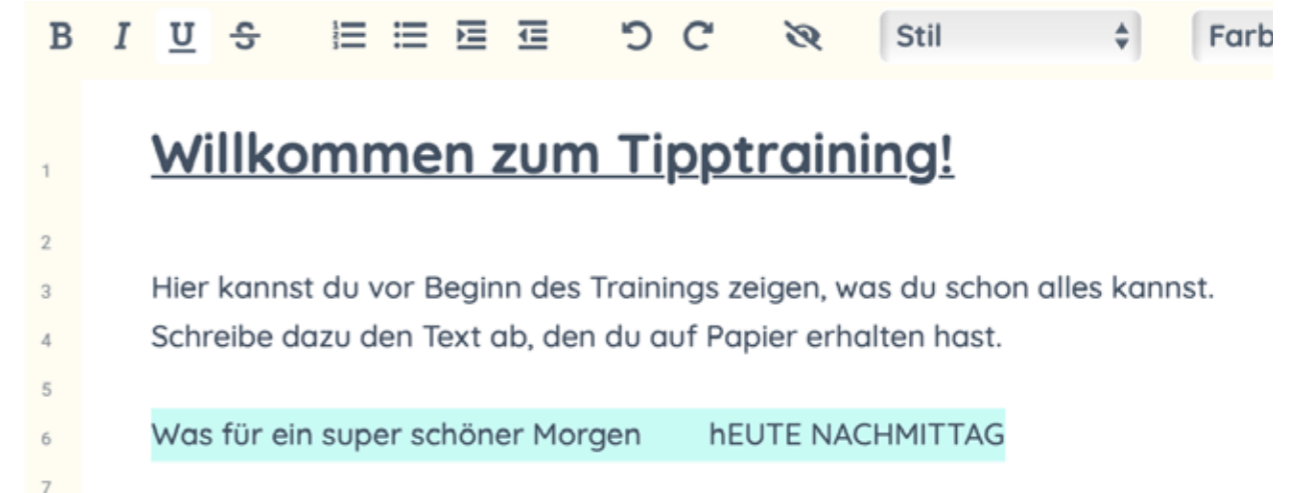 B I U S Stil Farb
1 Willkommen zum Tipptraining!
2
3 Hier kannst du vor Beginn des Trainings zeigen, was du schon alles kannst.
4 Schreibe dazu den Text ab, den du auf Papier erhalten hast.
5
6 Was für ein super schöner Morgen hEUTE NACHMITTAG
7